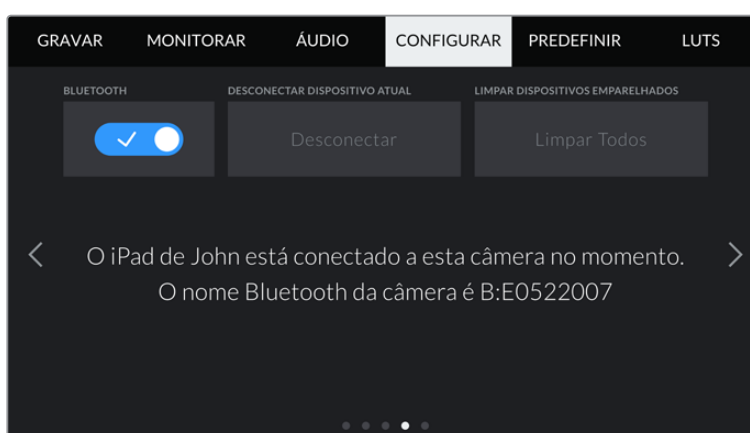 GRAVAR MONITORAR ÁUDIO CONFIGURAR PREDEFINIR LUTS
BLUETOOTH DESCONECTAR DISPOSITIVO ATUAL LIMPAR DISPOSITIVOS EMPARELHADOS
Desconectar Limpar Todos
O iPad de John está conectado a esta câmera no momento.
O nome Bluetooth da câmera é B:E0522007